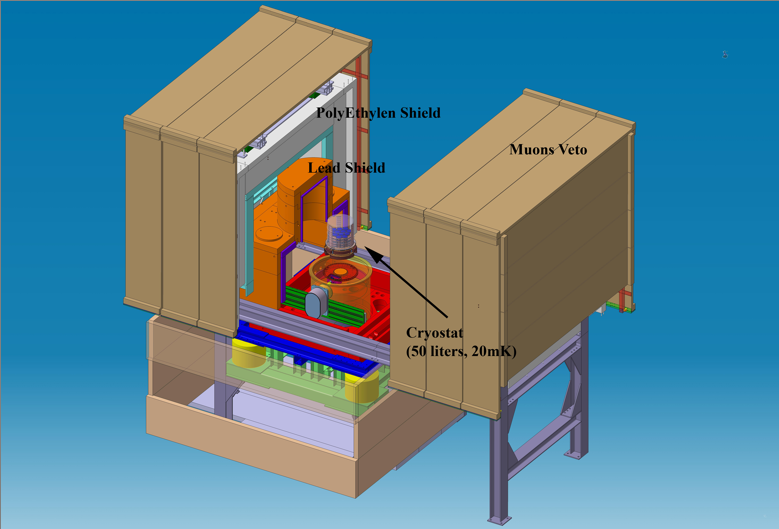 PolyEthylen Shield
Muons Veto
Lead Shield
Cryostat
(50 liters, 20mK)